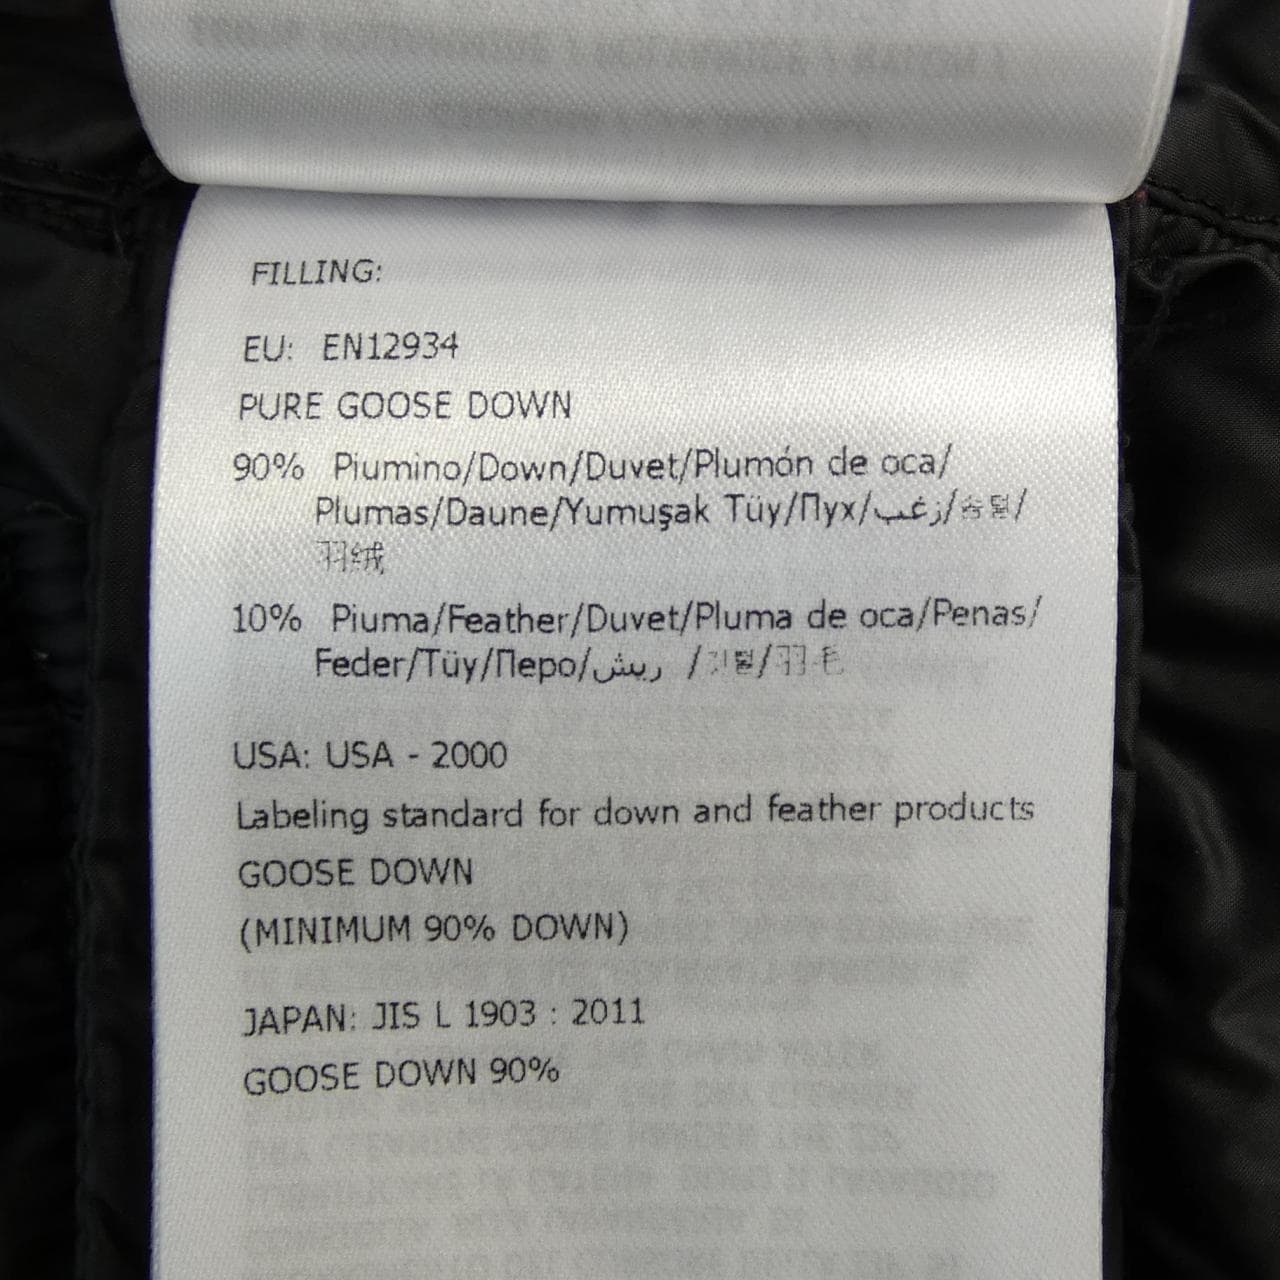 FILLING:
EU: EN12934
PURE GOOSE DOWN
90% Piumino/Down/Duvet/Plumón de oca/
Plumas/Daune/Yumuşak Tüy/Пух/زغب/솜털/
羽绒
10% Piuma/Feather/Duvet/Pluma de oca/Penas/
Feder/Tüy/Перо/ريش /깃털/羽毛
USA: USA - 2000
Labeling standard for down and feather products
GOOSE DOWN
(MINIMUM 90% DOWN)
JAPAN: JIS L 1903 : 2011
GOOSE DOWN 90%